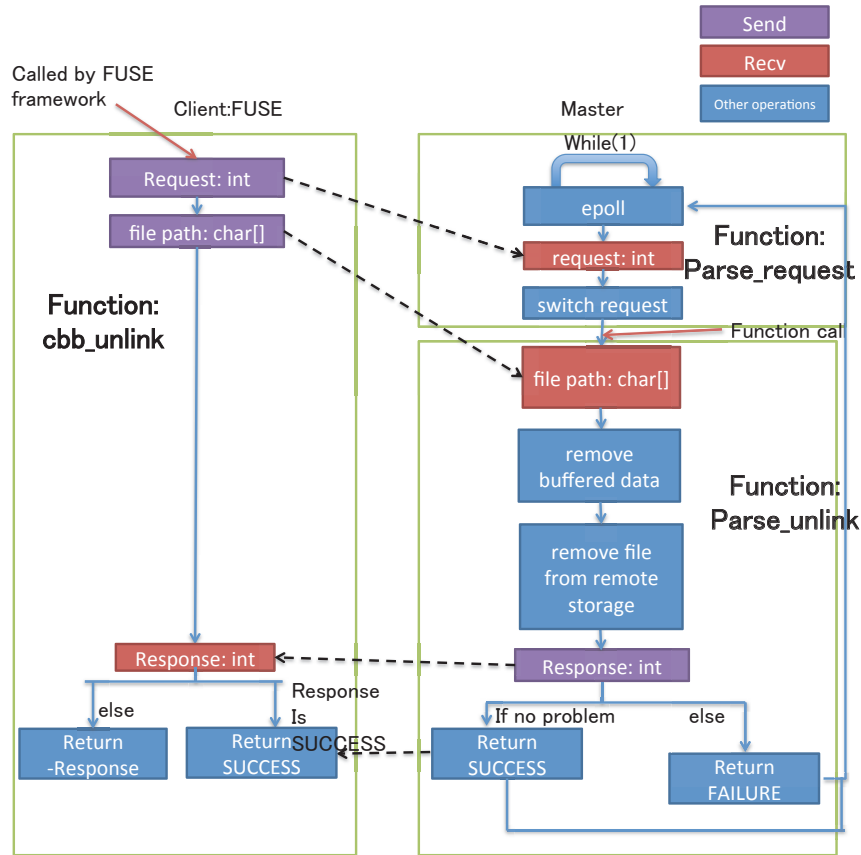 Send
Recv
Other operations
Called by FUSE
framework
Client:FUSE
Master
While(1)
Request: int
file path: char[]
epoll
request: int
switch request
Function:
Parse_request
Function:
cbb_unlink
Function cal
file path: char[]
remove
buffered data
Function:
Parse_unlink
remove file
from remote
storage
Response: int
Response: int
else
Response
Is
SUCCESS
If no problem
else
Return
-Response
Return
SUCCESS
Return
SUCCESS
Return
FAILURE